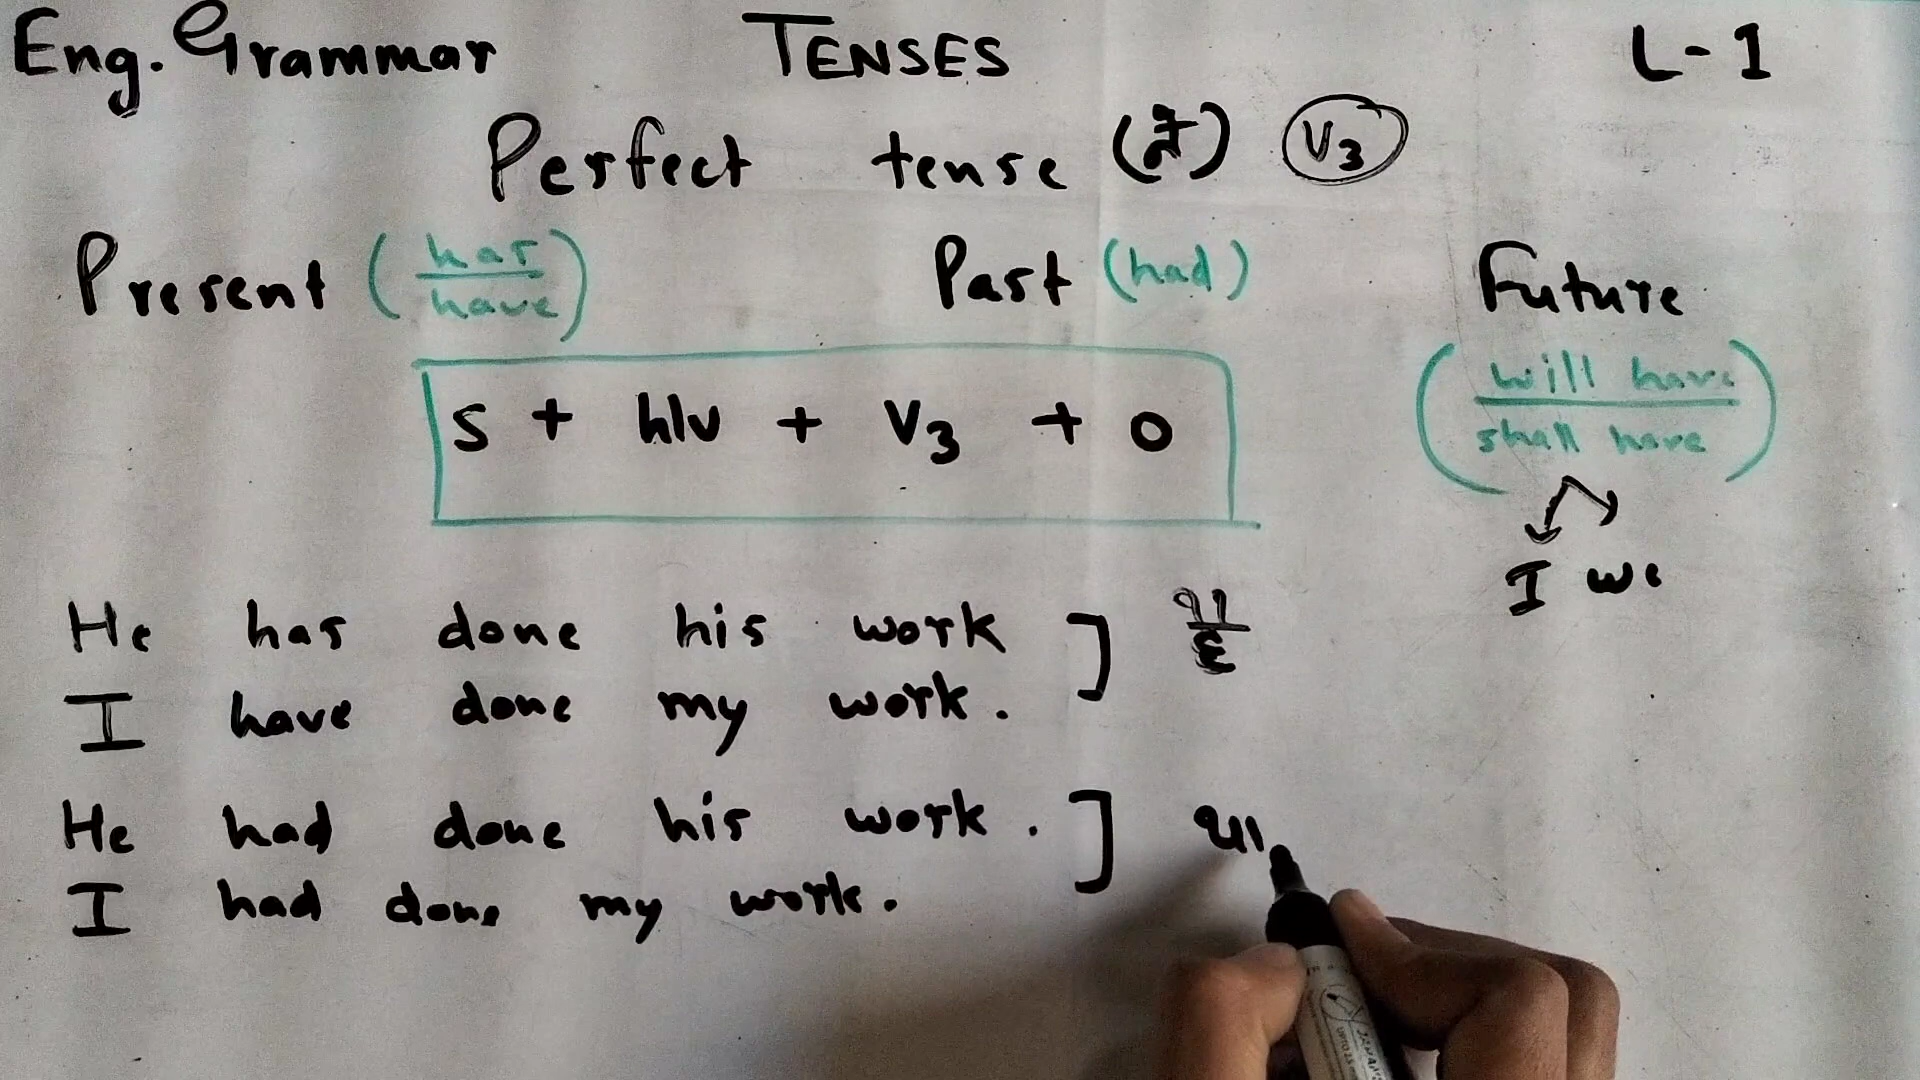 Eng. Grammar TENSES L-1
Perfect tense ( ) V3
Present (has/have) Past (had) Future
(will have/shall have)
S + h/v + V3 + O
I we
He has done his work ]
I have done my work.
He had done his work. ]
I had done my work.